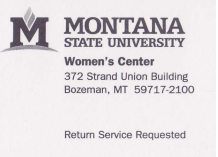 M MONTANA
STATE UNIVERSITY
Women's Center
372 Strand Union Building
Bozeman, MT 59717-2100
Return Service Requested